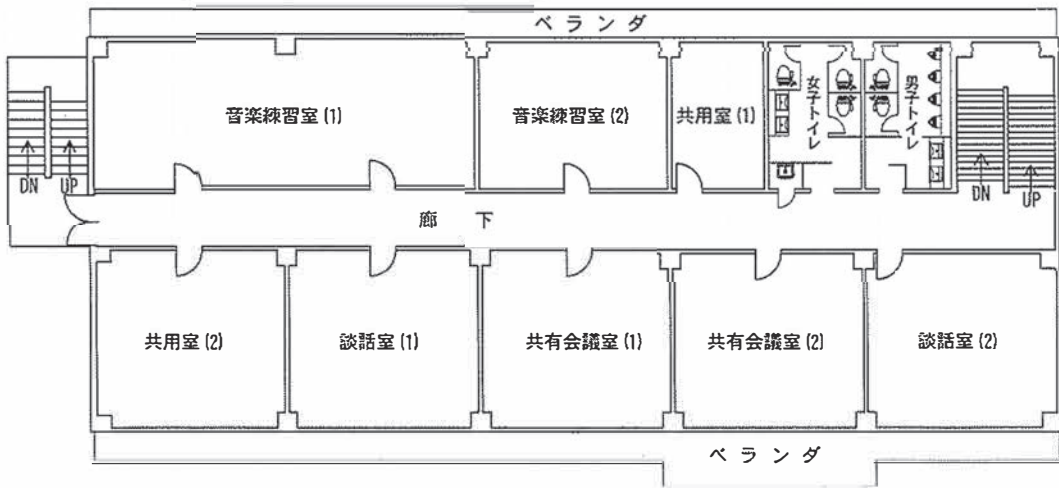 ベランダ
音楽練習室(1)
音楽練習室(2)
共用室(1)
女子トイレ
男子トイレ
DN
UP
DN
UP
廊下
共用室(2)
談話室(1)
共有会議室(1)
共有会議室(2)
談話室(2)
ベランダ